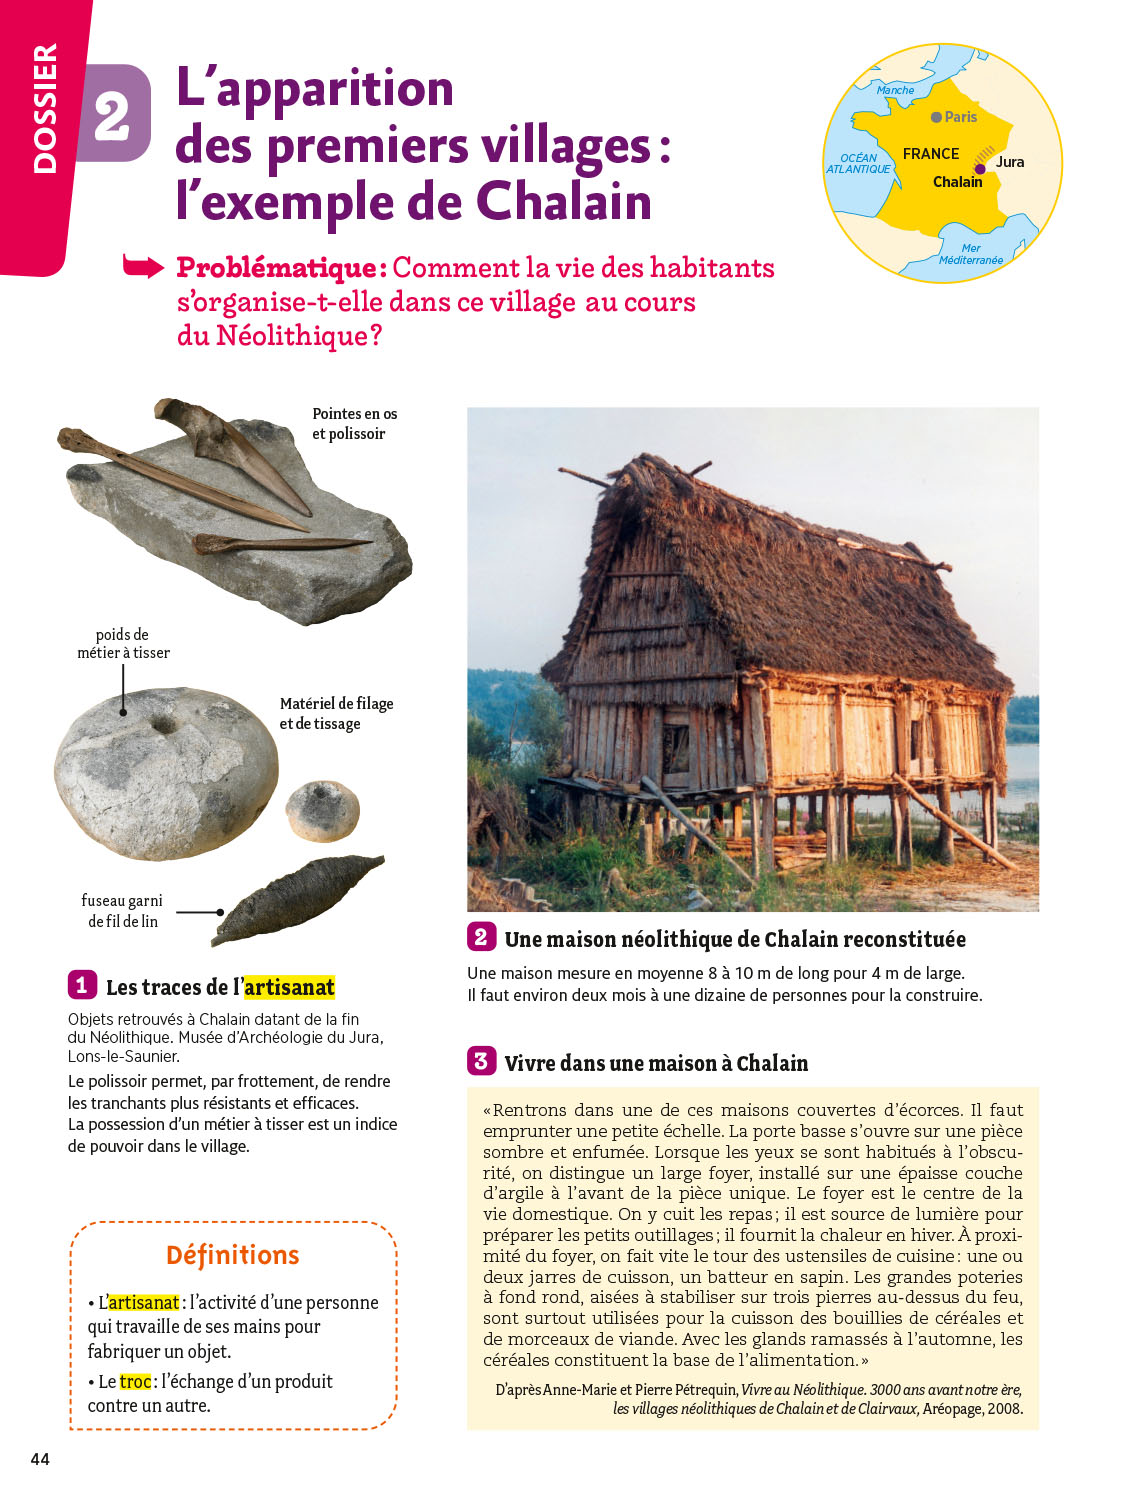 DOSSIER
2
L'apparition
des premiers villages :
l'exemple de Chalain
Problématique : Comment la vie des habitants
s'organise-t-elle dans ce village au cours
du Néolithique ?
Manche
Paris
OCÉAN
ATLANTIQUE
FRANCE
Jura
Chalain
Mer
Méditerranée
Pointes en os
et polissoir
poids de
métier à tisser
Matériel de filage
et de tissage
fuseau garni
de fil de lin
1 Les traces de l'artisanat
Objets retrouvés à Chalain datant de la fin
du Néolithique. Musée d'Archéologie du Jura,
Lons-le-Saunier.
Le polissoir permet, par frottement, de rendre
les tranchants plus résistants et efficaces.
La possession d'un métier à tisser est un indice
de pouvoir dans le village.
Définitions
• L'artisanat : l'activité d'une personne
qui travaille de ses mains pour
fabriquer un objet.
• Le troc : l'échange d'un produit
contre un autre.
2 Une maison néolithique de Chalain reconstituée
Une maison mesure en moyenne 8 à 10 m de long pour 4 m de large.
Il faut environ deux mois à une dizaine de personnes pour la construire.
3 Vivre dans une maison à Chalain
« Rentrons dans une de ces maisons couvertes d'écorces. Il faut
emprunter une petite échelle. La porte basse s'ouvre sur une pièce
sombre et enfumée. Lorsque les yeux se sont habitués à l'obscu-
rité, on distingue un large foyer, installé sur une épaisse couche
d'argile à l'avant de la pièce unique. Le foyer est le centre de la
vie domestique. On y cuit les repas ; il est source de lumière pour
préparer les petits outillages ; il fournit la chaleur en hiver. À proxi-
mité du foyer, on fait vite le tour des ustensiles de cuisine : une ou
deux jarres de cuisson, un batteur en sapin. Les grandes poteries
à fond rond, aisées à stabiliser sur trois pierres au-dessus du feu,
sont surtout utilisées pour la cuisson des bouillies de céréales et
de morceaux de viande. Avec les glands ramassés à l'automne, les
céréales constituent la base de l'alimentation. »
D'après Anne-Marie et Pierre Pétrequin, Vivre au Néolithique. 3000 ans avant notre ère,
les villages néolithiques de Chalain et de Clairvaux, Aréopage, 2008.
44